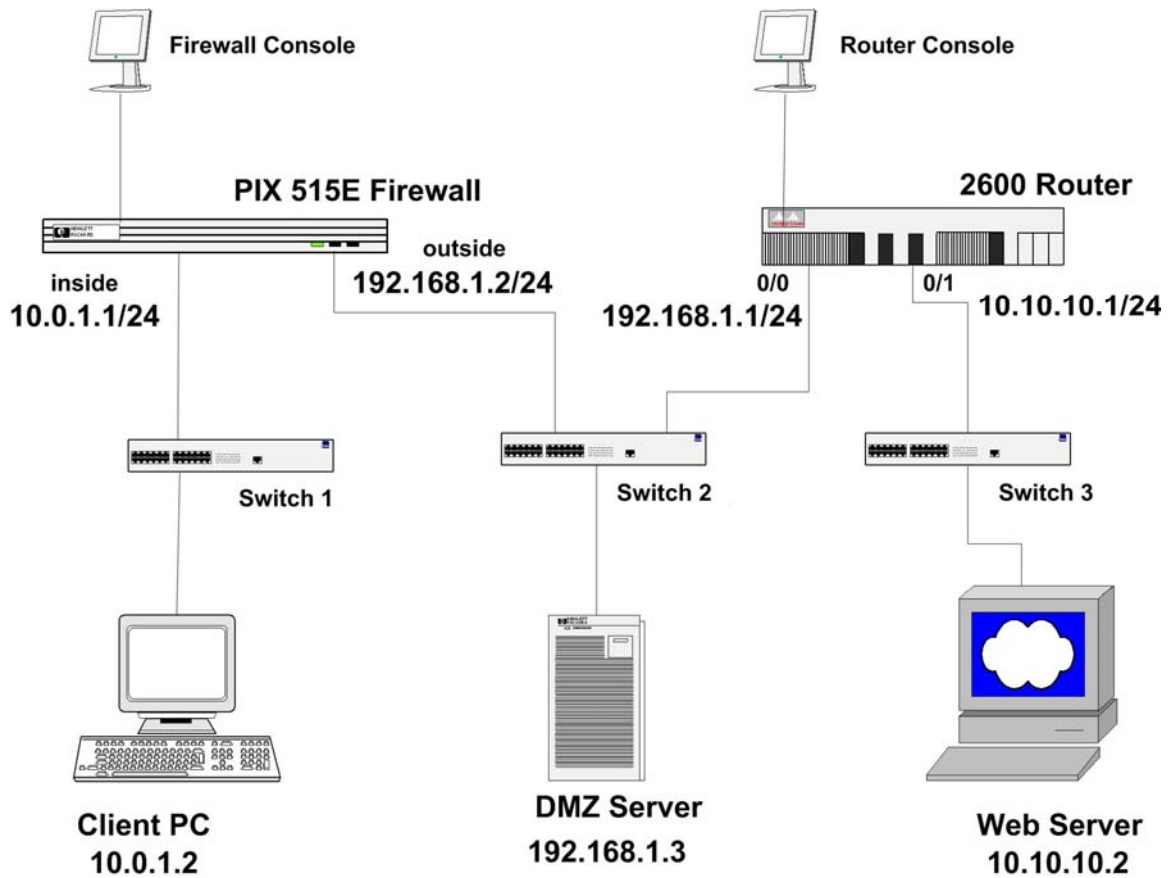 Firewall Console
Router Console
PIX 515E Firewall
2600 Router
HEWLETT
PACKARD
inside
10.0.1.1/24
outside
192.168.1.2/24
0/0
192.168.1.1/24
0/1
10.10.10.1/24
Switch 1
Switch 2
Switch 3
HEWLETT
Client PC
10.0.1.2
DMZ Server
192.168.1.3
Web Server
10.10.10.2